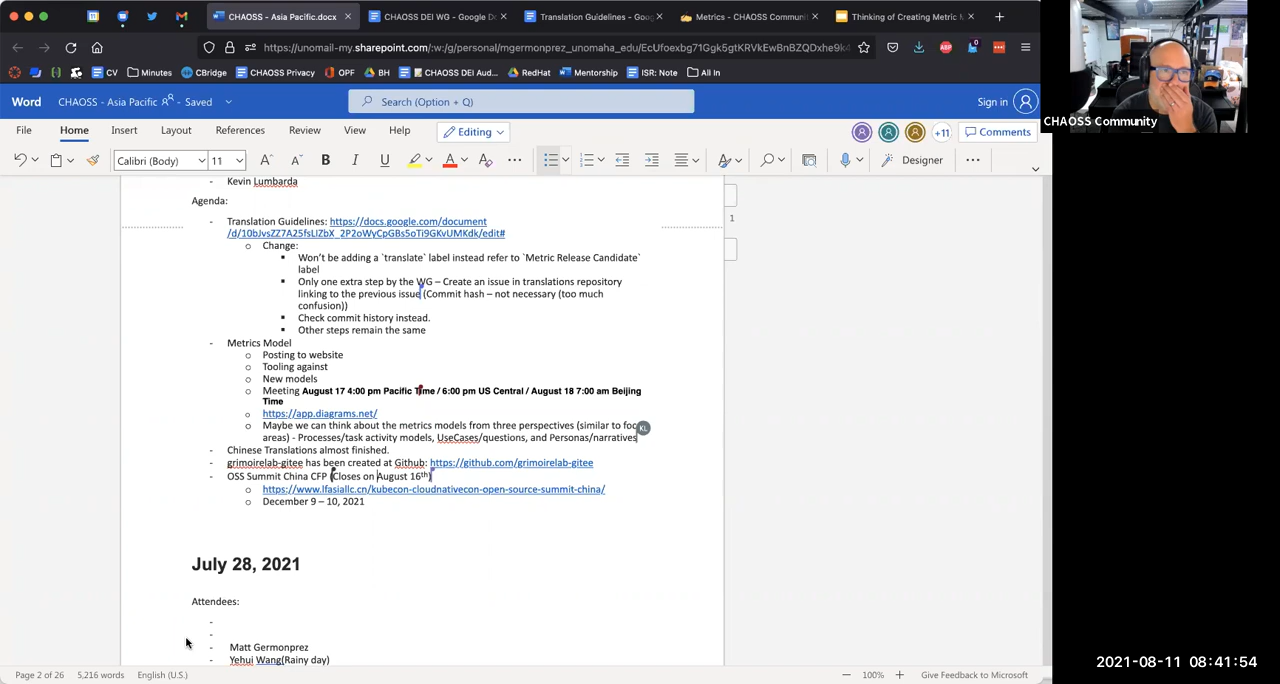 CHAOSS - Asia Pacific.docx
CHAOSS DEI WG - Google Do
Translation Guidelines - Goog
Metrics - CHAOSS Communit
Thinking of Creating Metric M
https://unomail-my.sharepoint.com/:w:/g/personal/mgermonprez_unomaha_edu/
CV
Minutes
CBridge
CHAOSS Privacy
OPF
BH
CHAOSS DEI Aud...
RedHat
Mentorship
ISR: Note
All In
CHAOSS Community
Word
CHAOSS - Asia Pacific
- Saved
Search (Option + Q)
Sign in
File
Home
Insert
Layout
References
Review
View
Help
Editing
+11
Comments
Calibri (Body)
11
Designer
- Kevin Lumbarda
Agenda:
- Translation Guidelines: https://docs.google.com/document
/d/10bJvsZZ7A25fsLIZbX_2P2oWyCpGBs5oTi9GKvUMKdk/edit#
o Change:
Won't be adding a `translate` label instead refer to `Metric Release Candidate`
label
Only one extra step by the WG – Create an issue in translations repository
linking to the previous issue (Commit hash – not necessary (too much
confusion))
Check commit history instead.
Other steps remain the same
- Metrics Model
o Posting to website
o Tooling against
o New models
o Meeting August 17 4:00 pm Pacific Time / 6:00 pm US Central / August 18 7:00 am Beijing
Time
o https://app.diagrams.net/
o Maybe we can think about the metrics models from three perspectives (similar to foc
KL
areas) - Processes/task activity models, UseCases/questions, and Personas/narratives
- Chinese Translations almost finished.
- grimoirelab-gitee has been created at Github: https://github.com/grimoirelab-gitee
- OSS Summit China CFP (Closes on August 16th)
o https://www.lfasiallc.cn/kubecon-cloudnativecon-open-source-summit-china/
o December 9 – 10, 2021
1
July 28, 2021
Attendees:
-
-
- Matt Germonprez
- Yehui Wang(Rainy day)
Page 2 of 26
5,216 words
English (U.S.)
100%
Give Feedback to Microsoft
2021-08-11 08:41:54